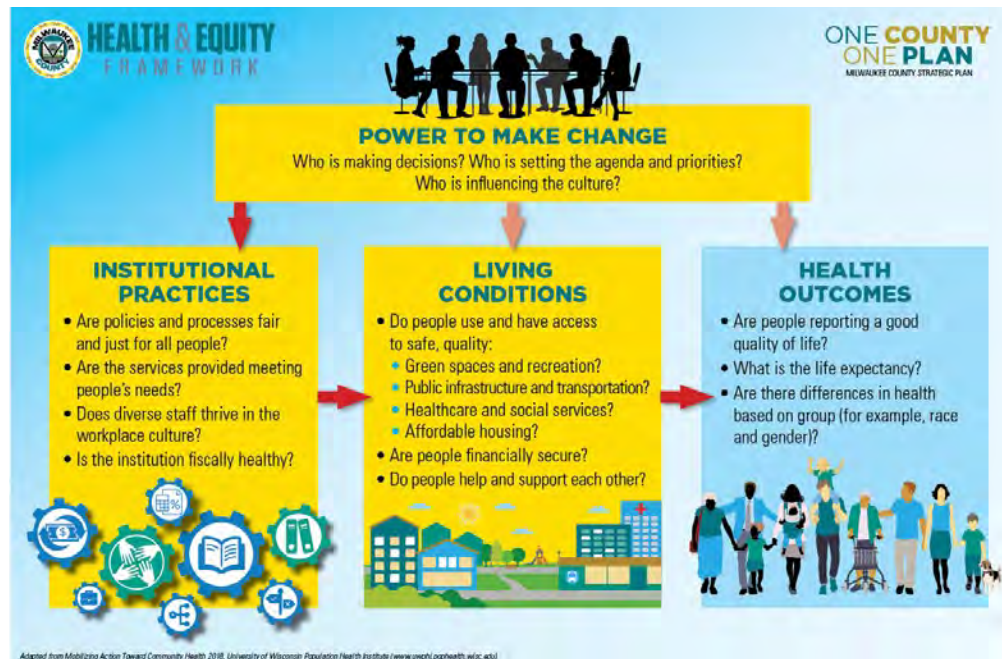 MILWAUKEE COUNTY
HEALTH & EQUITY
FRAMEWORK
ONE COUNTY
ONE PLAN
MILWAUKEE COUNTY STRATEGIC PLAN
POWER TO MAKE CHANGE
Who is making decisions? Who is setting the agenda and priorities?
Who is influencing the culture?
INSTITUTIONAL
PRACTICES
• Are policies and processes fair
and just for all people?
• Are the services provided meeting
people's needs?
• Does diverse staff thrive in the
workplace culture?
• Is the institution fiscally healthy?
LIVING
CONDITIONS
• Do people use and have access
to safe, quality:
• Green spaces and recreation?
• Public infrastructure and transportation?
• Healthcare and social services?
• Affordable housing?
• Are people financially secure?
• Do people help and support each other?
HEALTH
OUTCOMES
• Are people reporting a good
quality of life?
• What is the life expectancy?
• Are there differences in health
based on group (for example, race
and gender)?
Adapted from Mobilizing Action Toward Community Health 2018, University of Wisconsin Population Health Institute (www.uwphi.pophealth.wisc.edu)